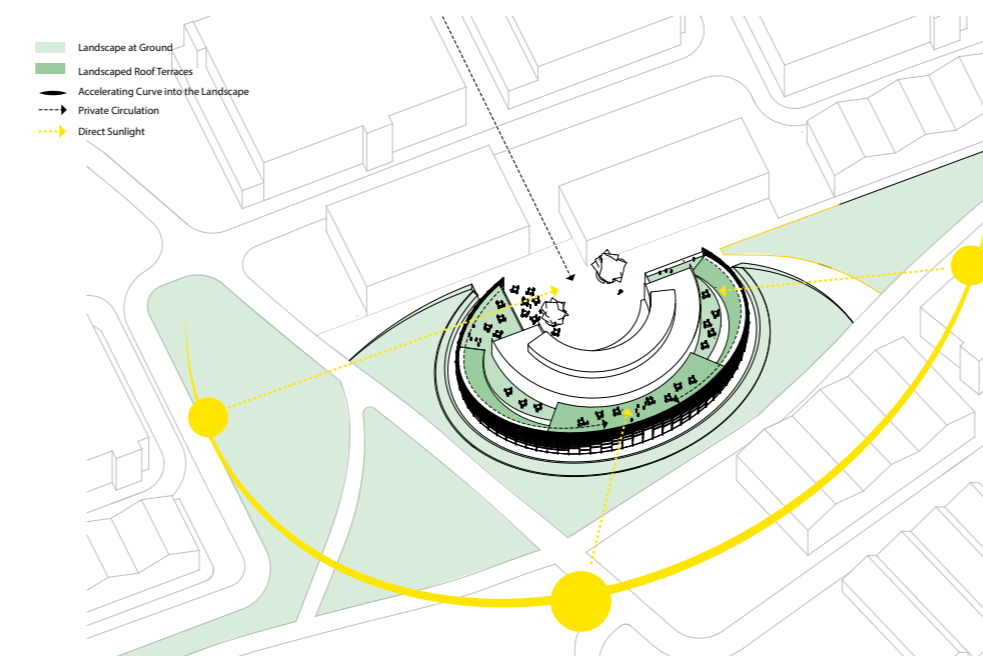 Landscape at Ground
Landscaped Roof Terraces
Accelerating Curve into the Landscape
Private Circulation
Direct Sunlight